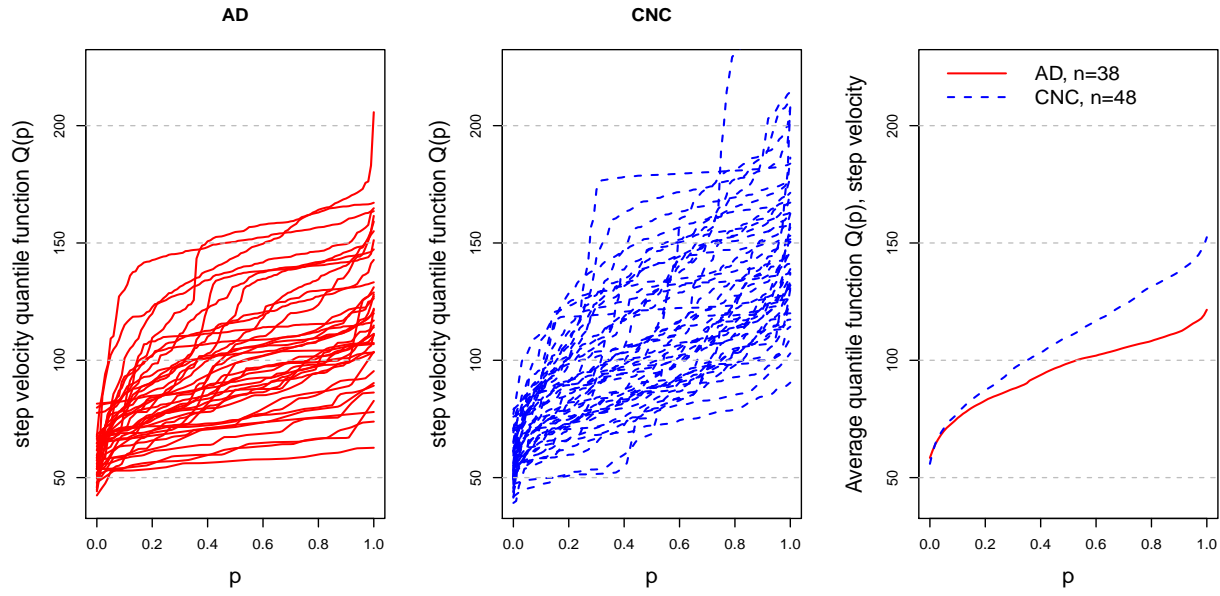 AD
step velocity quantile function Q(p)
200
150
100
50
0.0 0.2 0.4 0.6 0.8 1.0
p
CNC
step velocity quantile function Q(p)
200
150
100
50
0.0 0.2 0.4 0.6 0.8 1.0
p
Average quantile function Q(p), step velocity
AD, n=38
CNC, n=48
200
150
100
50
0.0 0.2 0.4 0.6 0.8 1.0
p